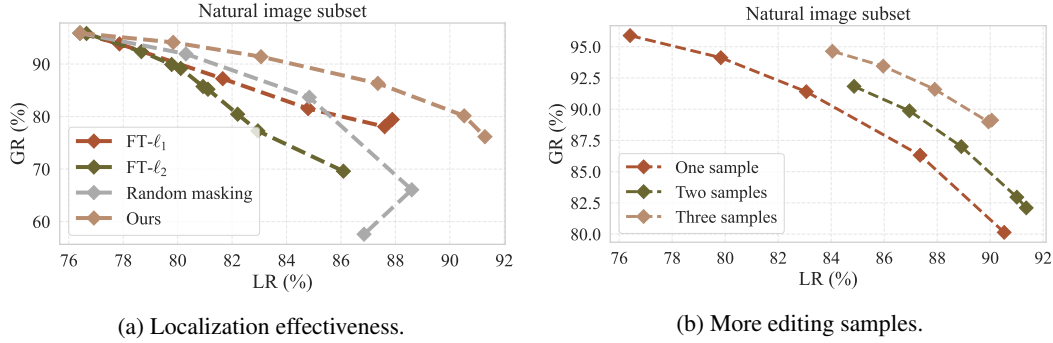 Natural image subset
GR (%)
90
80
70
60
FT-ℓ₁
FT-ℓ₂
Random masking
Ours
76 78 80 82 84 86 88 90 92
LR (%)
(a) Localization effectiveness.
Natural image subset
GR (%)
95.0
92.5
90.0
87.5
85.0
82.5
80.0
One sample
Two samples
Three samples
76 78 80 82 84 86 88 90 92
LR (%)
(b) More editing samples.